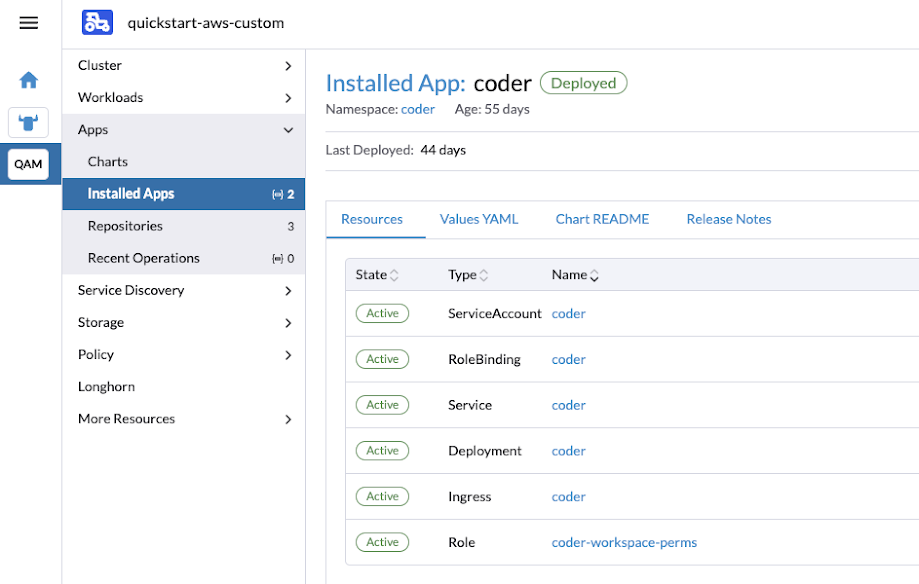 quickstart-aws-custom
QAM
Cluster
Workloads
Apps
Charts
Installed Apps 2
Repositories 3
Recent Operations 0
Service Discovery
Storage
Policy
Longhorn
More Resources
Installed App: coder Deployed
Namespace: coder Age: 55 days
Last Deployed: 44 days
Resources Values YAML Chart README Release Notes
State Type Name
Active ServiceAccount coder
Active RoleBinding coder
Active Service coder
Active Deployment coder
Active Ingress coder
Active Role coder-workspace-perms